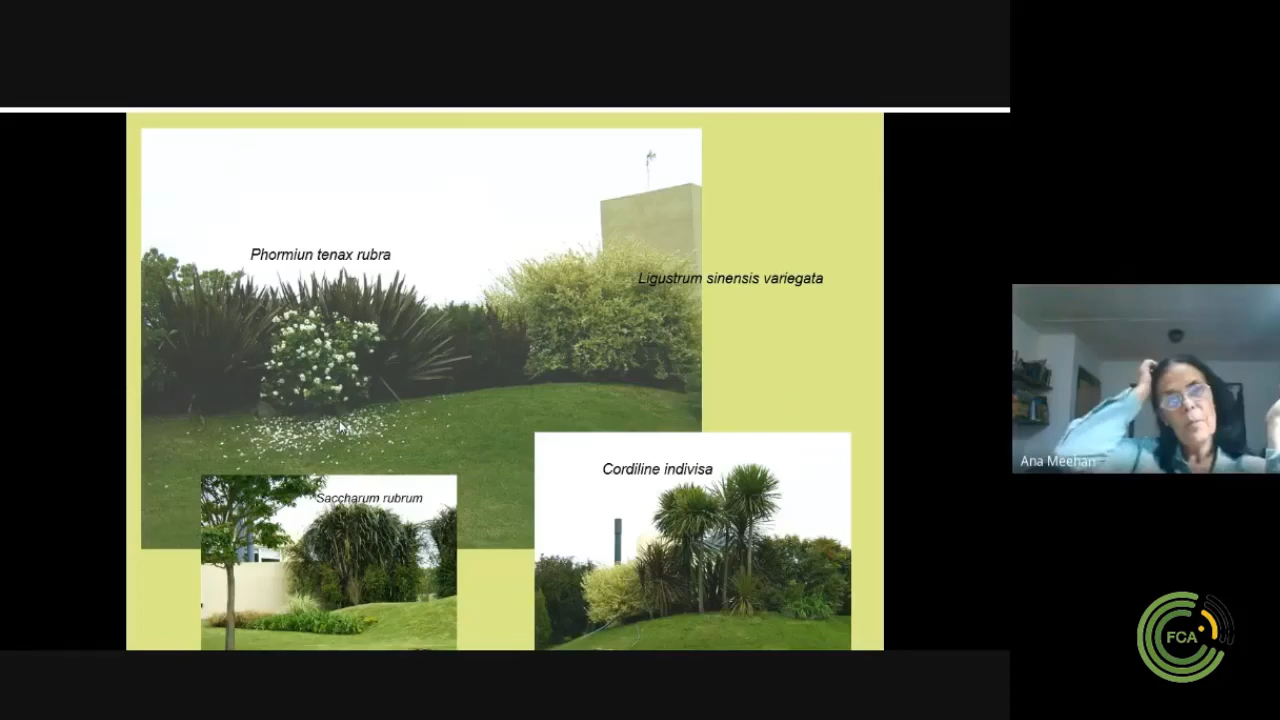 Phormiun tenax rubra
Ligustrum sinensis variegata
Cordiline indivisa
Saccharum rubrum
Ana Meehan
FCA